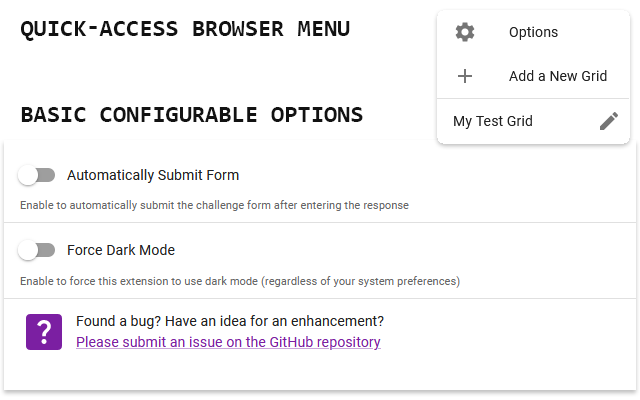 QUICK-ACCESS BROWSER MENU
Options
Add a New Grid
My Test Grid
BASIC CONFIGURABLE OPTIONS
Automatically Submit Form
Enable to automatically submit the challenge form after entering the response
Force Dark Mode
Enable to force this extension to use dark mode (regardless of your system preferences)
?
Found a bug? Have an idea for an enhancement?
Please submit an issue on the GitHub repository